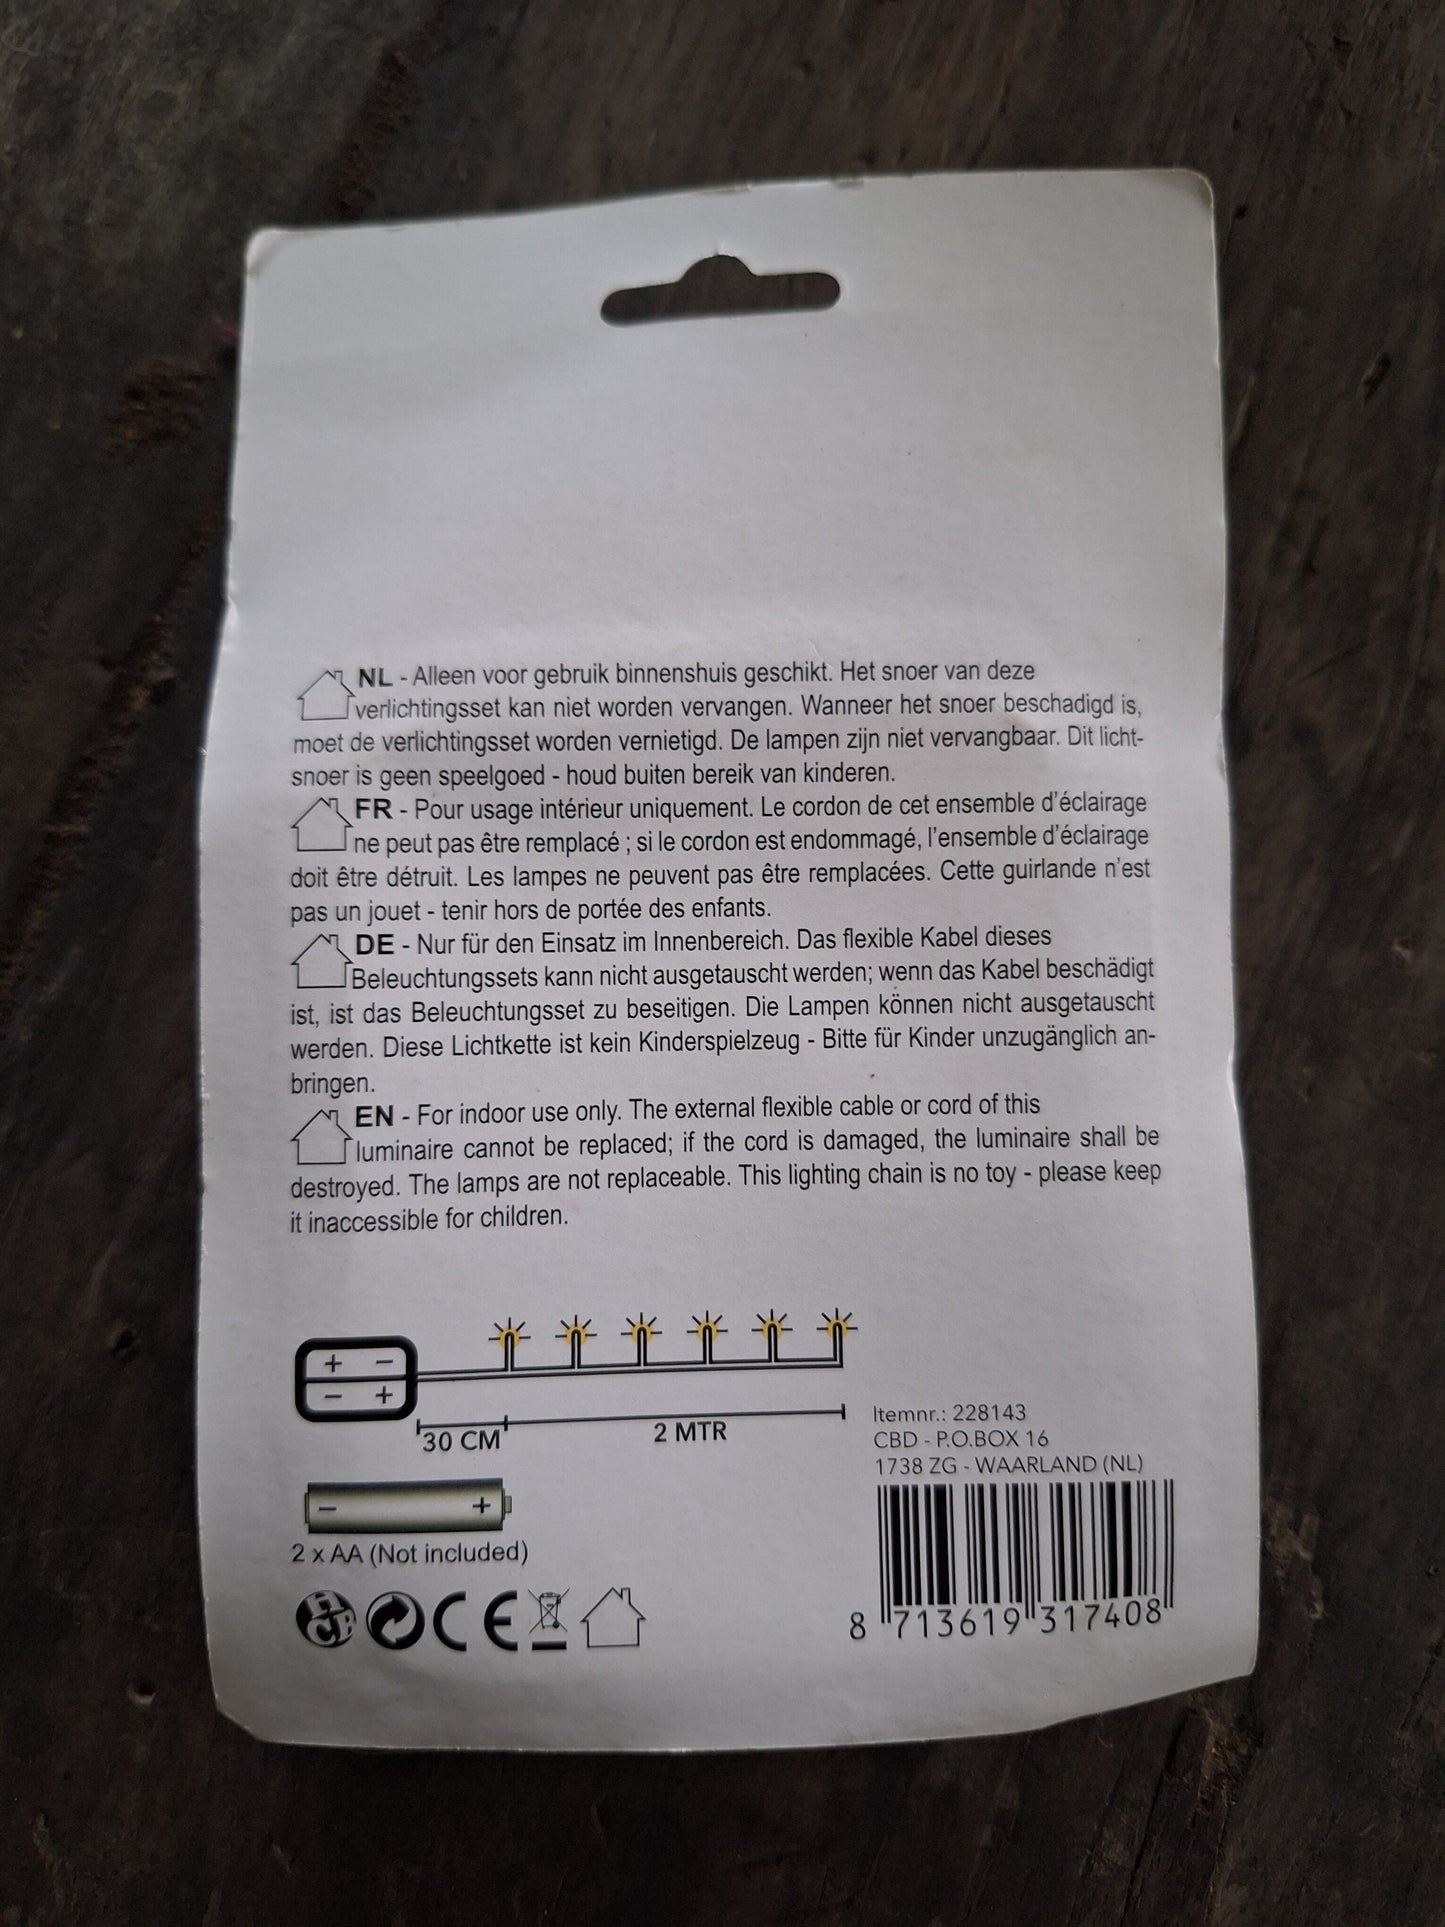 NL - Alleen voor gebruik binnenshuis geschikt. Het snoer van deze
verlichtingsset kan niet worden vervangen. Wanneer het snoer beschadigd is,
moet de verlichtingsset worden vernietigd. De lampen zijn niet vervangbaar. Dit licht-
snoer is geen speelgoed - houd buiten bereik van kinderen.
FR - Pour usage intérieur uniquement. Le cordon de cet ensemble d'éclairage
ne peut pas être remplacé ; si le cordon est endommagé, l'ensemble d'éclairage
doit être détruit. Les lampes ne peuvent pas être remplacées. Cette guirlande n'est
pas un jouet - tenir hors de portée des enfants.
DE - Nur für den Einsatz im Innenbereich. Das flexible Kabel dieses
Beleuchtungssets kann nicht ausgetauscht werden; wenn das Kabel beschädigt
ist, ist das Beleuchtungsset zu beseitigen. Die Lampen können nicht ausgetauscht
werden. Diese Lichtkette ist kein Kinderspielzeug - Bitte für Kinder unzugänglich an-
bringen.
EN - For indoor use only. The external flexible cable or cord of this
luminaire cannot be replaced; if the cord is damaged, the luminaire shall be
destroyed. The lamps are not replaceable. This lighting chain is no toy - please keep
it inaccessible for children.
+ -
- +
30 CM
2 MTR
- +
2 x AA (Not included)
CE
Itemnr.: 228143
CBD - P.O.BOX 16
1738 ZG - WAARLAND (NL)
8 713619 317408